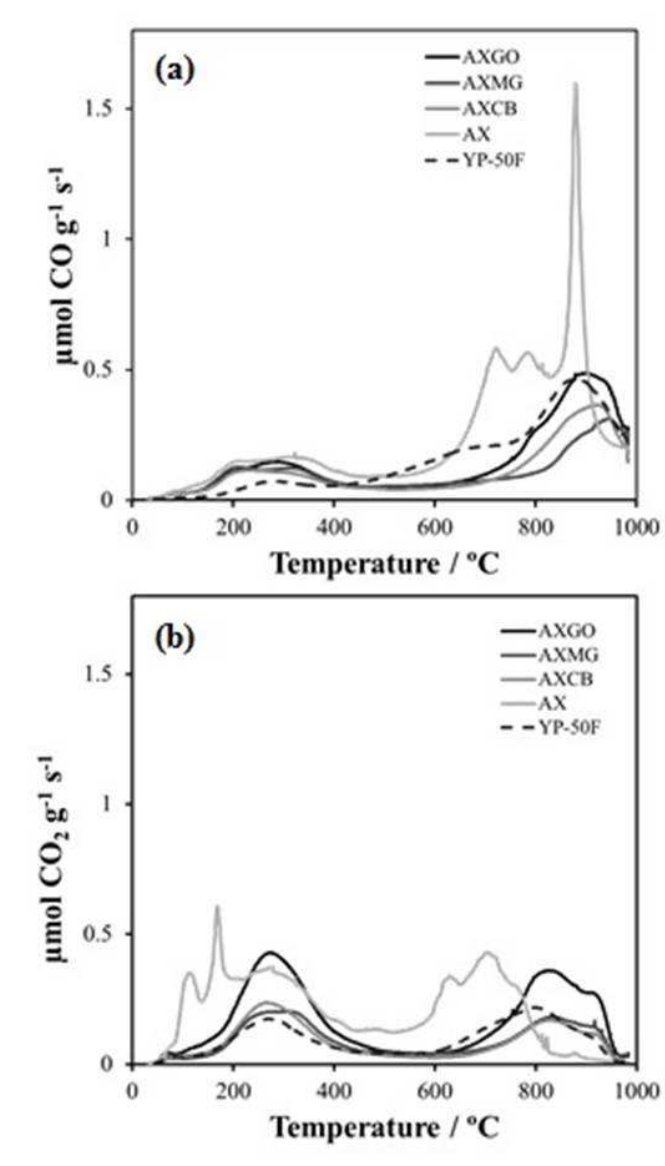 (a)
AXGO
AXMG
AXCB
AX
YP-50F
μmol CO g⁻¹ s⁻¹
1.5
1
0.5
0
0 200 400 600 800 1000
Temperature / ºC
(b)
AXGO
AXMG
AXCB
AX
YP-50F
μmol CO₂ g⁻¹ s⁻¹
1.5
1
0.5
0
0 200 400 600 800 1000
Temperature / ºC